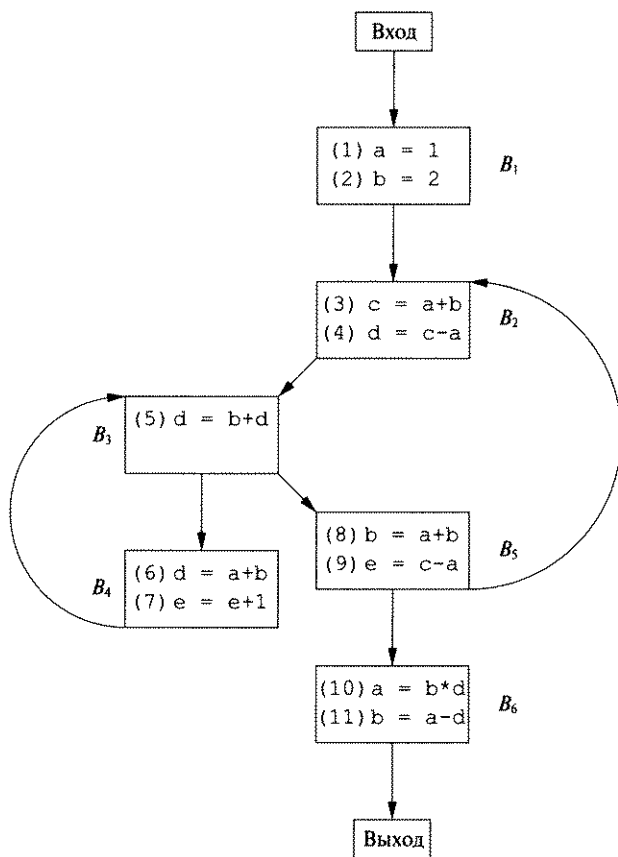 Вход
(1) a = 1
(2) b = 2
B₁
(3) c = a+b
(4) d = c-a
B₂
(5) d = b+d
B₃
(8) b = a+b
(9) e = c-a
B₅
(6) d = a+b
(7) e = e+1
B₄
(10) a = b*d
(11) b = a-d
B₆
Выход